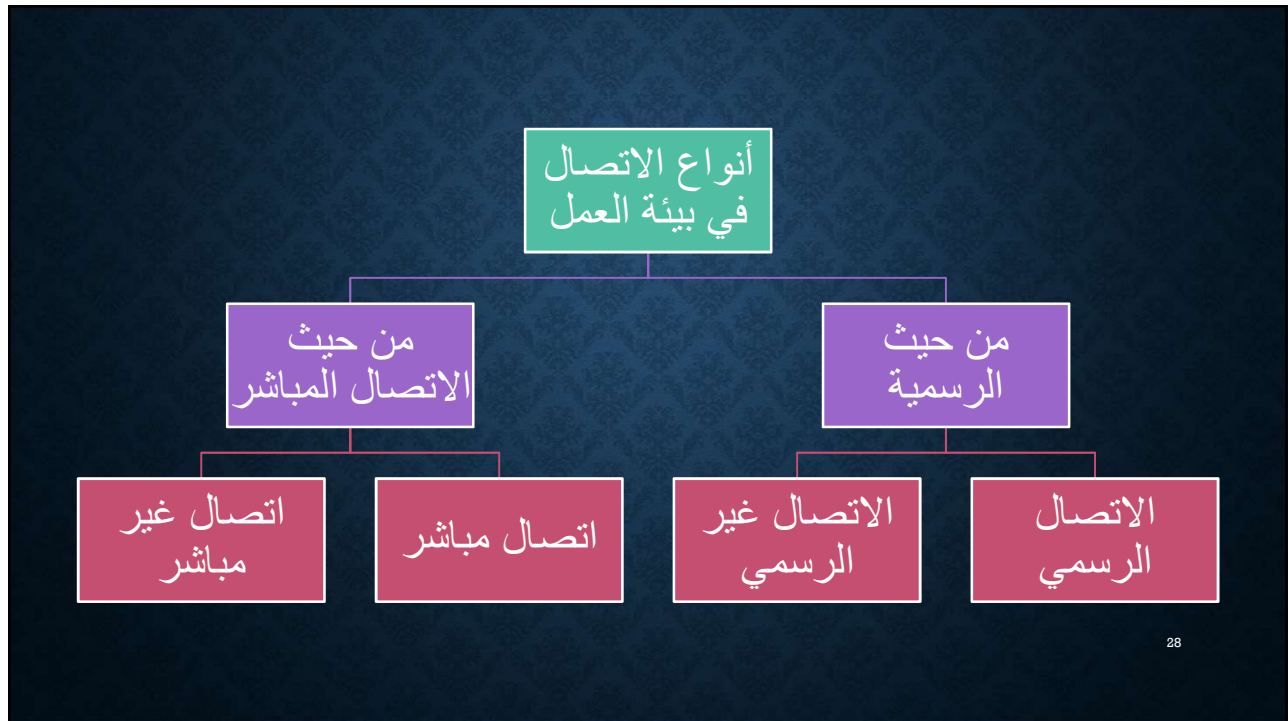 أنواع الاتصال
في بيئة العمل
من حيث
الرسمية
من حيث
الاتصال المباشر
الاتصال
الرسمي
الاتصال غير
الرسمي
اتصال مباشر
اتصال غير
مباشر
28